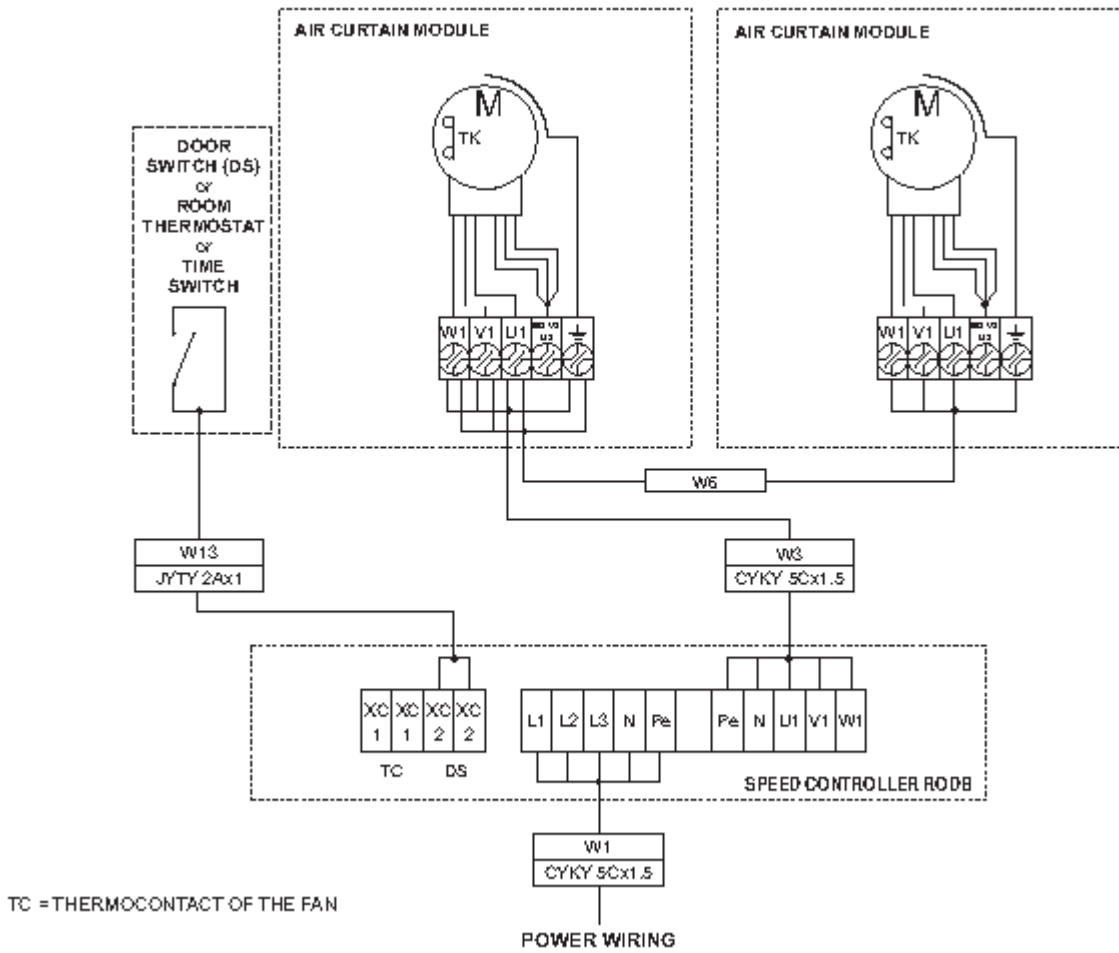 AIR CURTAIN MODULE
AIR CURTAIN MODULE
M
TK
M
TK
DOOR
SWITCH (DS)
or
ROOM
THERMOSTAT
or
TIME
SWITCH
W1 V1 U1
W1 V1 U1
W6
W13
JYTY 2Ax1
W3
CYKY 5Cx1.5
XC 1 XC 1 XC 2 XC 2
L1 L2 L3 N Pe Pe N U1 V1 W1
TC DS
SPEED CONTROLLER RODB
W1
CYKY 5Cx1.5
TC = THERMOCONTACT OF THE FAN
POWER WIRING